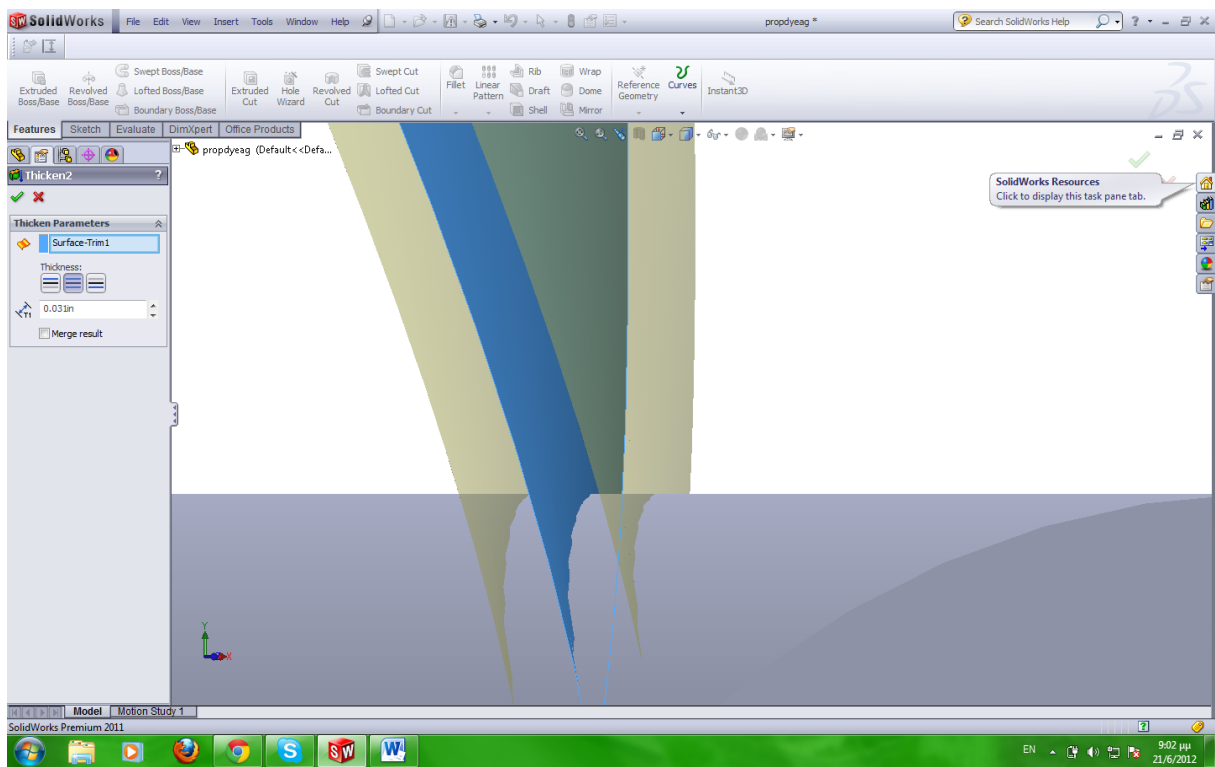 SolidWorks File Edit View Insert Tools Window Help propdyeag * Search SolidWorks Help ?
Extruded Boss/Base
Revolved Boss/Base
Swept Boss/Base
Lofted Boss/Base
Boundary Boss/Base
Extruded Cut
Hole Wizard
Revolved Cut
Swept Cut
Lofted Cut
Boundary Cut
Fillet
Linear Pattern
Rib
Draft
Shell
Wrap
Dome
Mirror
Reference Geometry
Curves
Instant3D
Features Sketch Evaluate DimXpert Office Products
propdyeag (Default<<Defa...
Thicken2 ?
Thicken Parameters
Surface-Trim1
Thickness:
T1 0.031in
Merge result
SolidWorks Resources
Click to display this task pane tab.
Y
X
Model Motion Study 1
SolidWorks Premium 2011
EN 9:02 μμ
21/6/2012